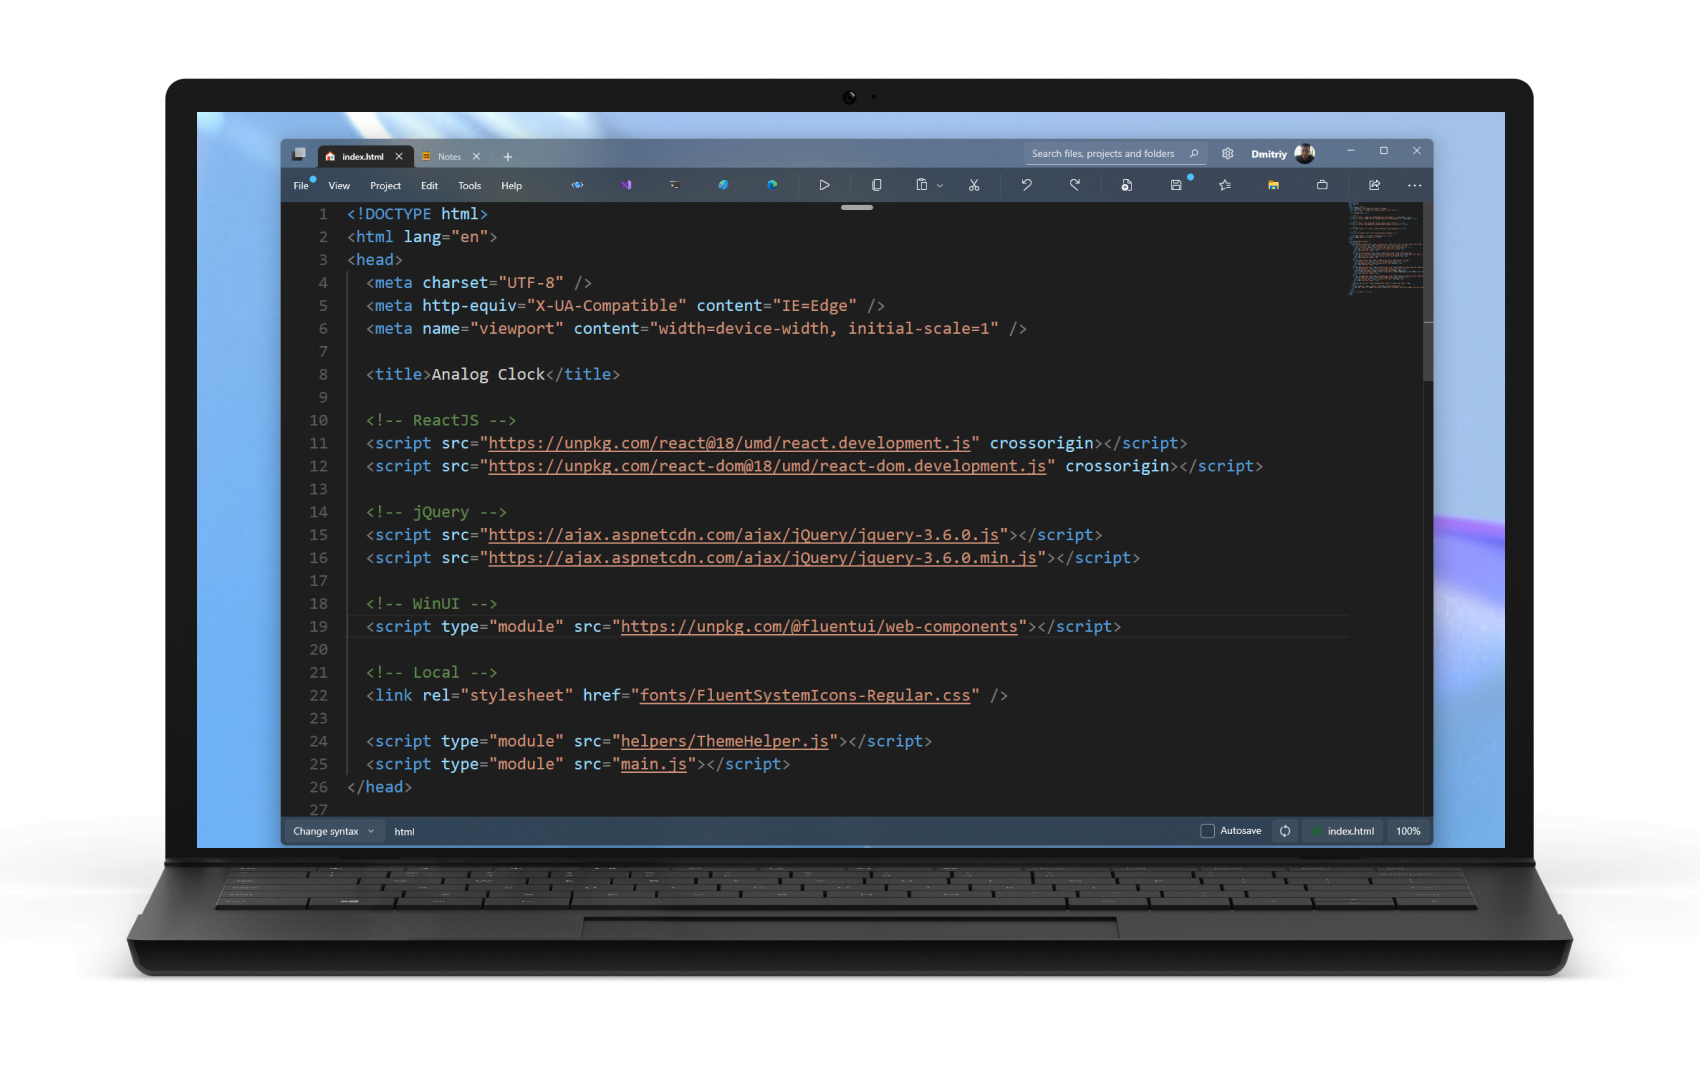 index.html
Notes
Search files, projects and folders
Dmitriy
File View Project Edit Tools Help
1 <!DOCTYPE html>
2 <html lang="en">
3 <head>
4 <meta charset="UTF-8" />
5 <meta http-equiv="X-UA-Compatible" content="IE=Edge" />
6 <meta name="viewport" content="width=device-width, initial-scale=1" />
7
8 <title>Analog Clock</title>
9
10 <!-- ReactJS -->
11 <script src="https://unpkg.com/react@18/umd/react.development.js" crossorigin></script>
12 <script src="https://unpkg.com/react-dom@18/umd/react-dom.development.js" crossorigin></script>
13
14 <!-- jQuery -->
15 <script src="https://ajax.aspnetcdn.com/ajax/jQuery/jquery-3.6.0.js"></script>
16 <script src="https://ajax.aspnetcdn.com/ajax/jQuery/jquery-3.6.0.min.js"></script>
17
18 <!-- WinUI -->
19 <script type="module" src="https://unpkg.com/@fluentui/web-components"></script>
20
21 <!-- Local -->
22 <link rel="stylesheet" href="fonts/FluentSystemIcons-Regular.css" />
23
24 <script type="module" src="helpers/ThemeHelper.js"></script>
25 <script type="module" src="main.js"></script>
26 </head>
27
Change syntax html Autosave index.html 100%